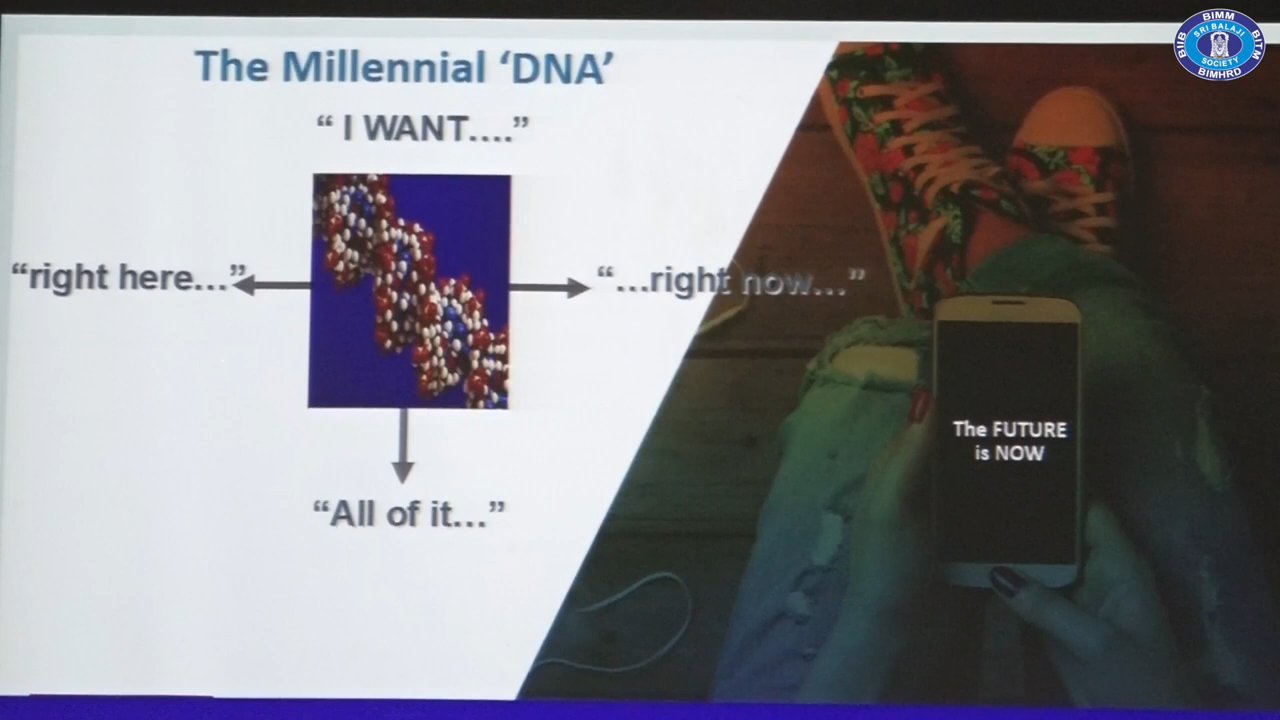 BIMM
BIIB
SRI BALAJI
BITM
SOCIETY
BIMHRD
The Millennial ‘DNA’
“ I WANT....”
“right here...”
“...right now...”
The FUTURE
is NOW
“All of it...”